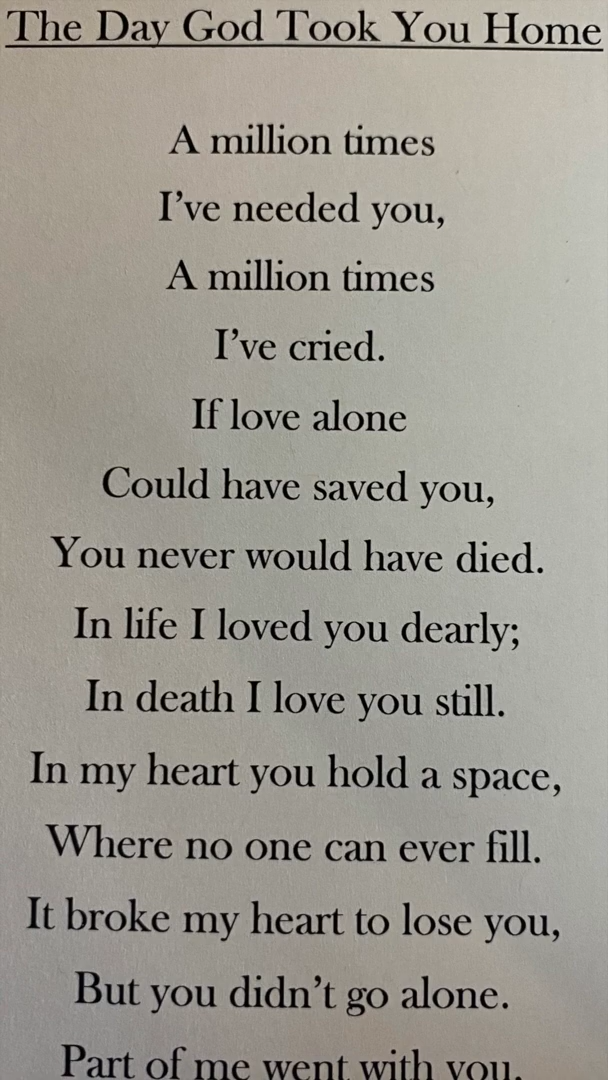 The Day God Took You Home
A million times
I've needed you,
A million times
I've cried.
If love alone
Could have saved you,
You never would have died.
In life I loved you dearly;
In death I love you still.
In my heart you hold a space,
Where no one can ever fill.
It broke my heart to lose you,
But you didn't go alone.
Part of me went with you,